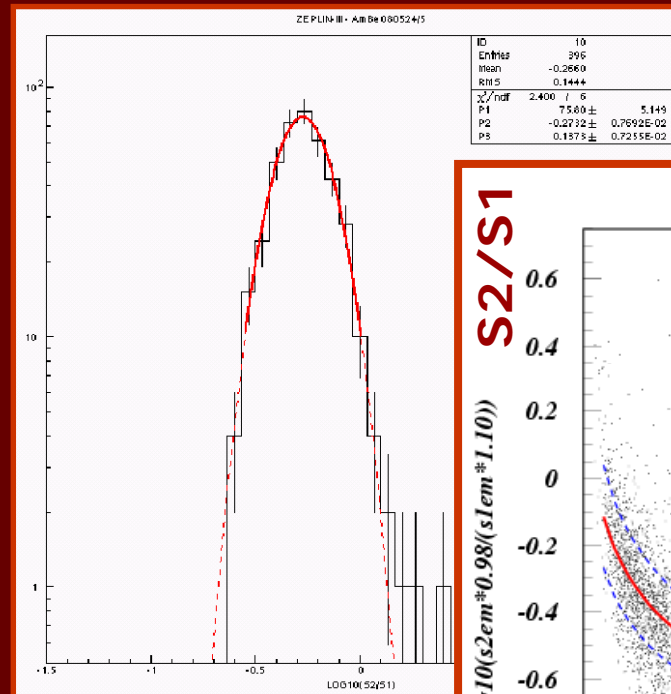 ZEPLIN-III - AmBe 080524/5
ID 10
Entries 396
Mean -0.2660
RMS 0.1444
χ²/ndf 2.400 / 6
P1 75.80 ± 5.149
P2 -0.2732 ± 0.7692E-02
P3 0.1373 ± 0.7255E-02
10²
10
1
-1.5
-1
-0.5
0
LOG10(S2/S1)
S2/S1
0.6
0.4
0.2
0
-0.2
-0.4
-0.6
10(s2em*0.98/(s1em*1.10))